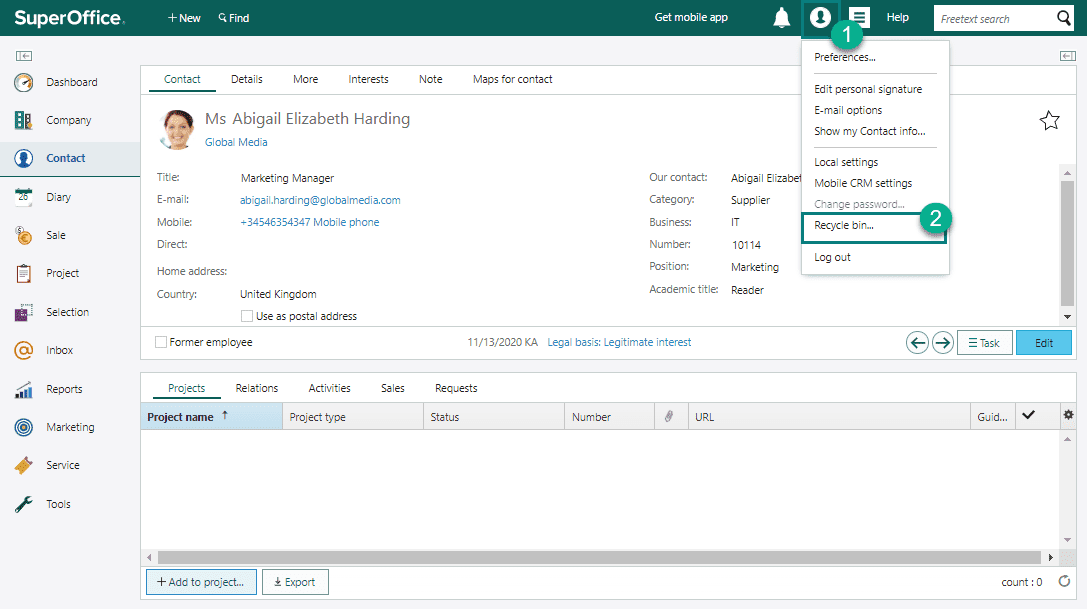 SuperOffice.
+ New
Find
Get mobile app
Help
Freetext search
1
Preferences...
Edit personal signature
E-mail options
Show my Contact info...
Local settings
Mobile CRM settings
Change password...
Recycle bin...
2
Log out
Dashboard
Company
Contact
26
Diary
Sale
Project
Selection
Inbox
Reports
Marketing
Service
Tools
Contact Details More Interests Note Maps for contact
Ms Abigail Elizabeth Harding
Global Media
Title: Marketing Manager
E-mail: abigail.harding@globalmedia.com
Mobile: +34546354347 Mobile phone
Direct:
Home address:
Country: United Kingdom
Use as postal address
Our contact: Abigail Elizabet
Category: Supplier
Business: IT
Number: 10114
Position: Marketing
Academic title: Reader
Former employee
11/13/2020 KA Legal basis: Legitimate interest
Task
Edit
Projects Relations Activities Sales Requests
Project name Project type Status Number URL Guid...
+ Add to project...
Export
count : 0